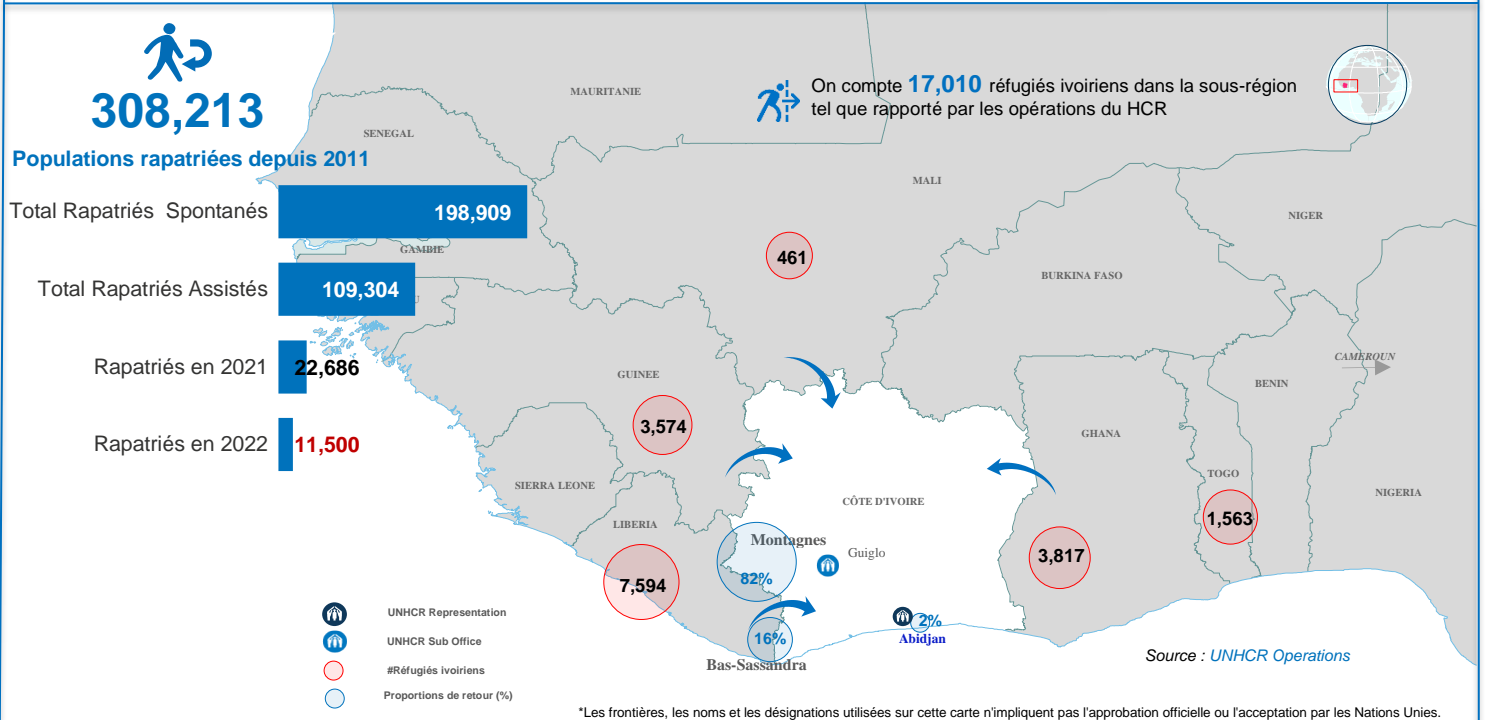 308,213
Populations rapatriées depuis 2011
Total Rapatriés Spontanés
198,909
Total Rapatriés Assistés
109,304
Rapatriés en 2021
22,686
Rapatriés en 2022
11,500
On compte 17,010 réfugiés ivoiriens dans la sous-région
tel que rapporté par les opérations du HCR
MAURITANIE
SENEGAL
MALI
NIGER
GAMBIE
461
BURKINA FASO
CAMEROUN
GUINEE
BENIN
3,574
GHANA
SIERRA LEONE
TOGO
NIGERIA
CÔTE D'IVOIRE
LIBERIA
1,563
Montagnes
Guiglo
3,817
82%
7,594
UNHCR Representation
UNHCR Sub Office
#Réfugiés ivoiriens
Proportions de retour (%)
2%
Abidjan
16%
Bas-Sassandra
Source : UNHCR Operations
*Les frontières, les noms et les désignations utilisées sur cette carte n'impliquent pas l'approbation officielle ou l'acceptation par les Nations Unies.